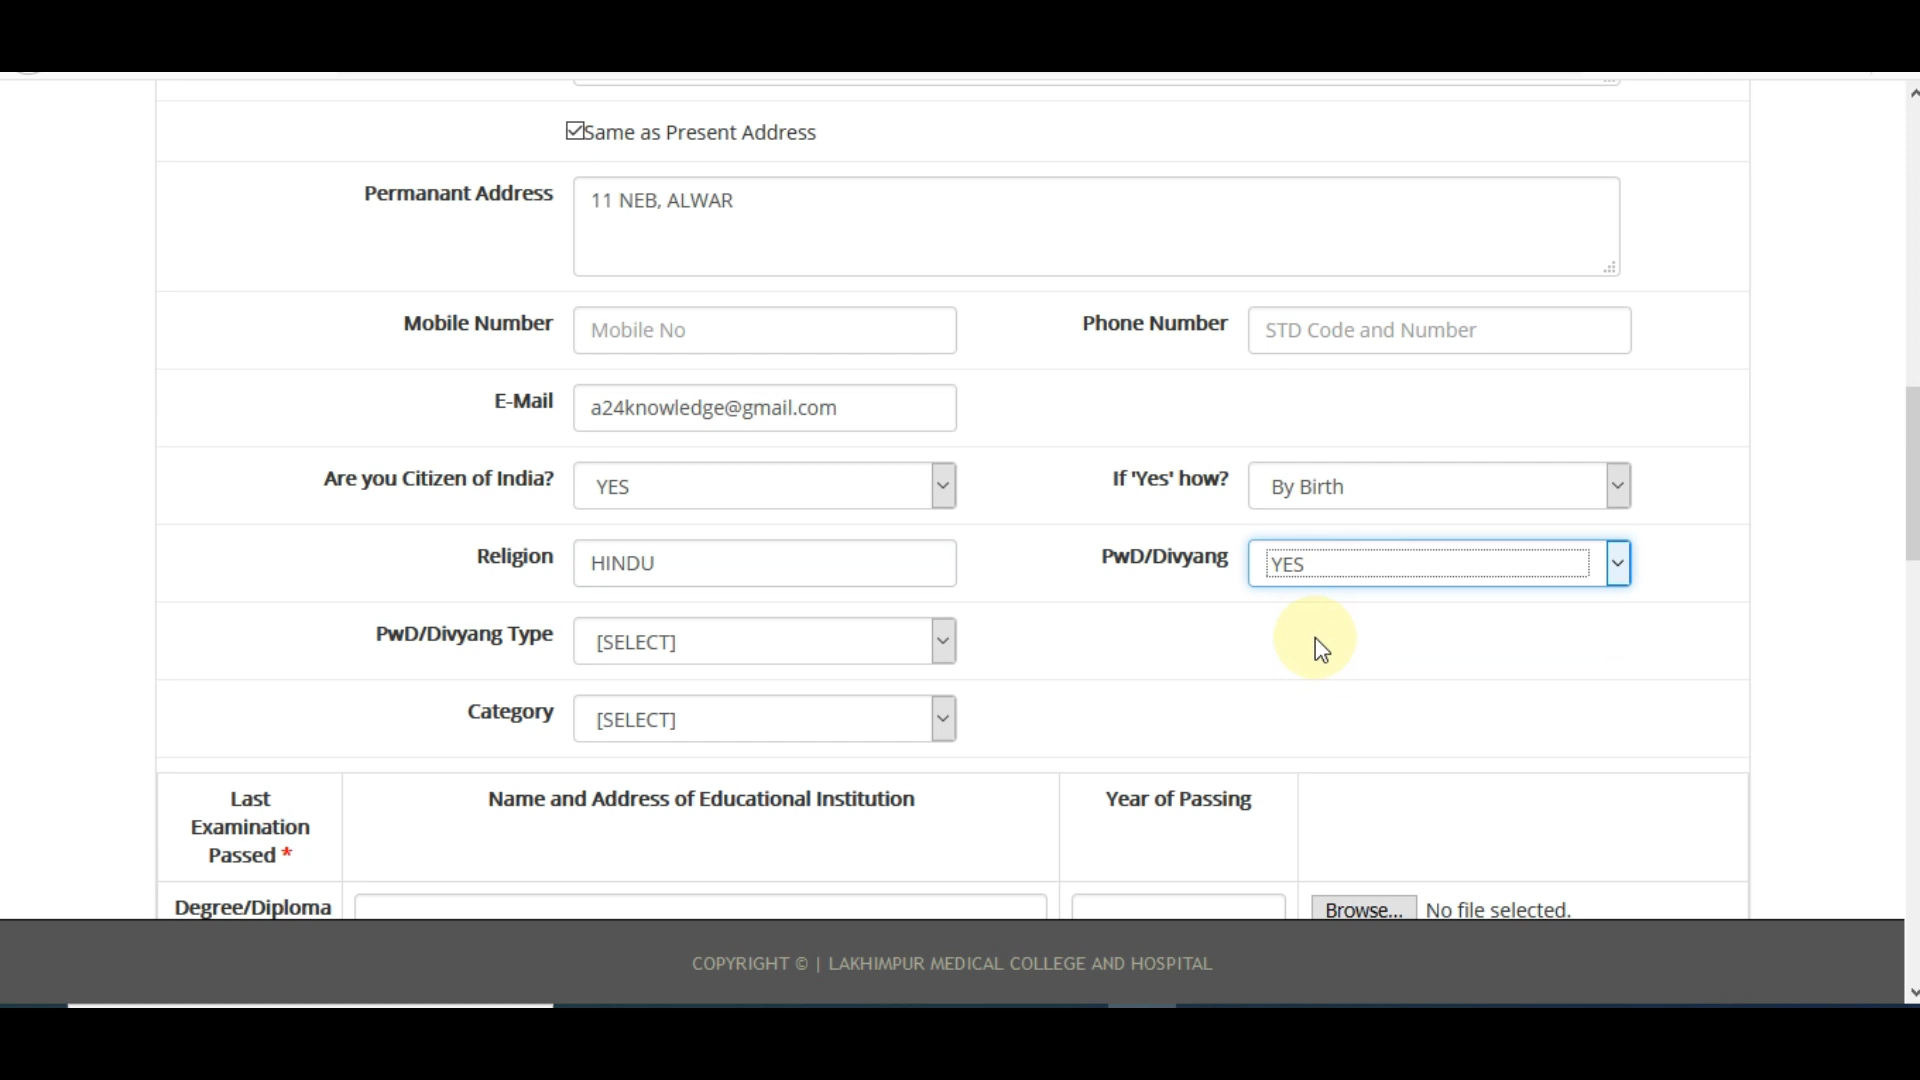 Same as Present Address
Permanant Address
11 NEB, ALWAR
Mobile Number
Mobile No
Phone Number
STD Code and Number
E-Mail
a24knowledge@gmail.com
Are you Citizen of India?
YES
If 'Yes' how?
By Birth
Religion
HINDU
PwD/Divyang
YES
PwD/Divyang Type
[SELECT]
Category
[SELECT]
Last
Examination
Passed *
Name and Address of Educational Institution
Year of Passing
Degree/Diploma
Browse... No file selected.
COPYRIGHT © | LAKHIMPUR MEDICAL COLLEGE AND HOSPITAL